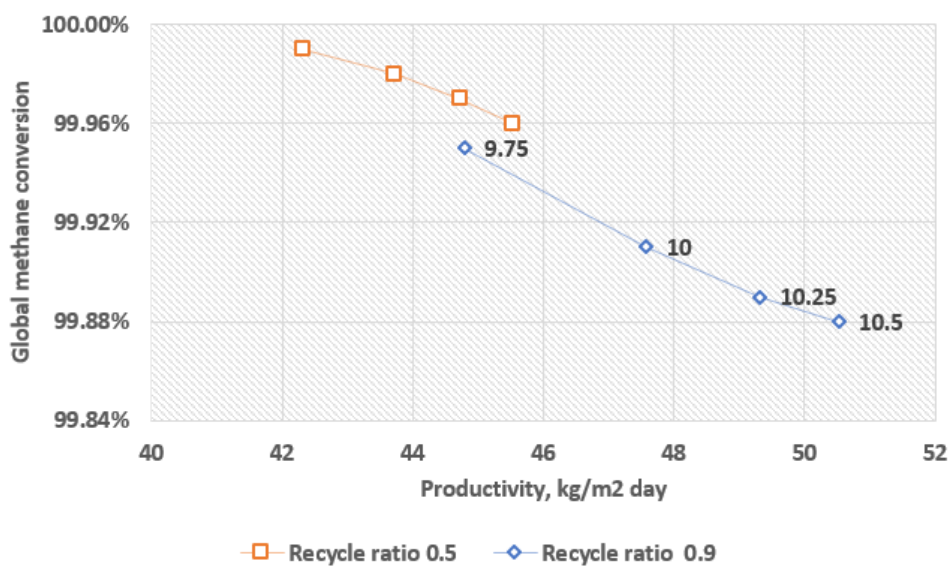 100.00%
99.96%
99.92%
99.88%
99.84%
Global methane conversion
9.75
10
10.25
10.5
40 42 44 46 48 50 52
Productivity, kg/m2 day
Recycle ratio 0.5 Recycle ratio 0.9